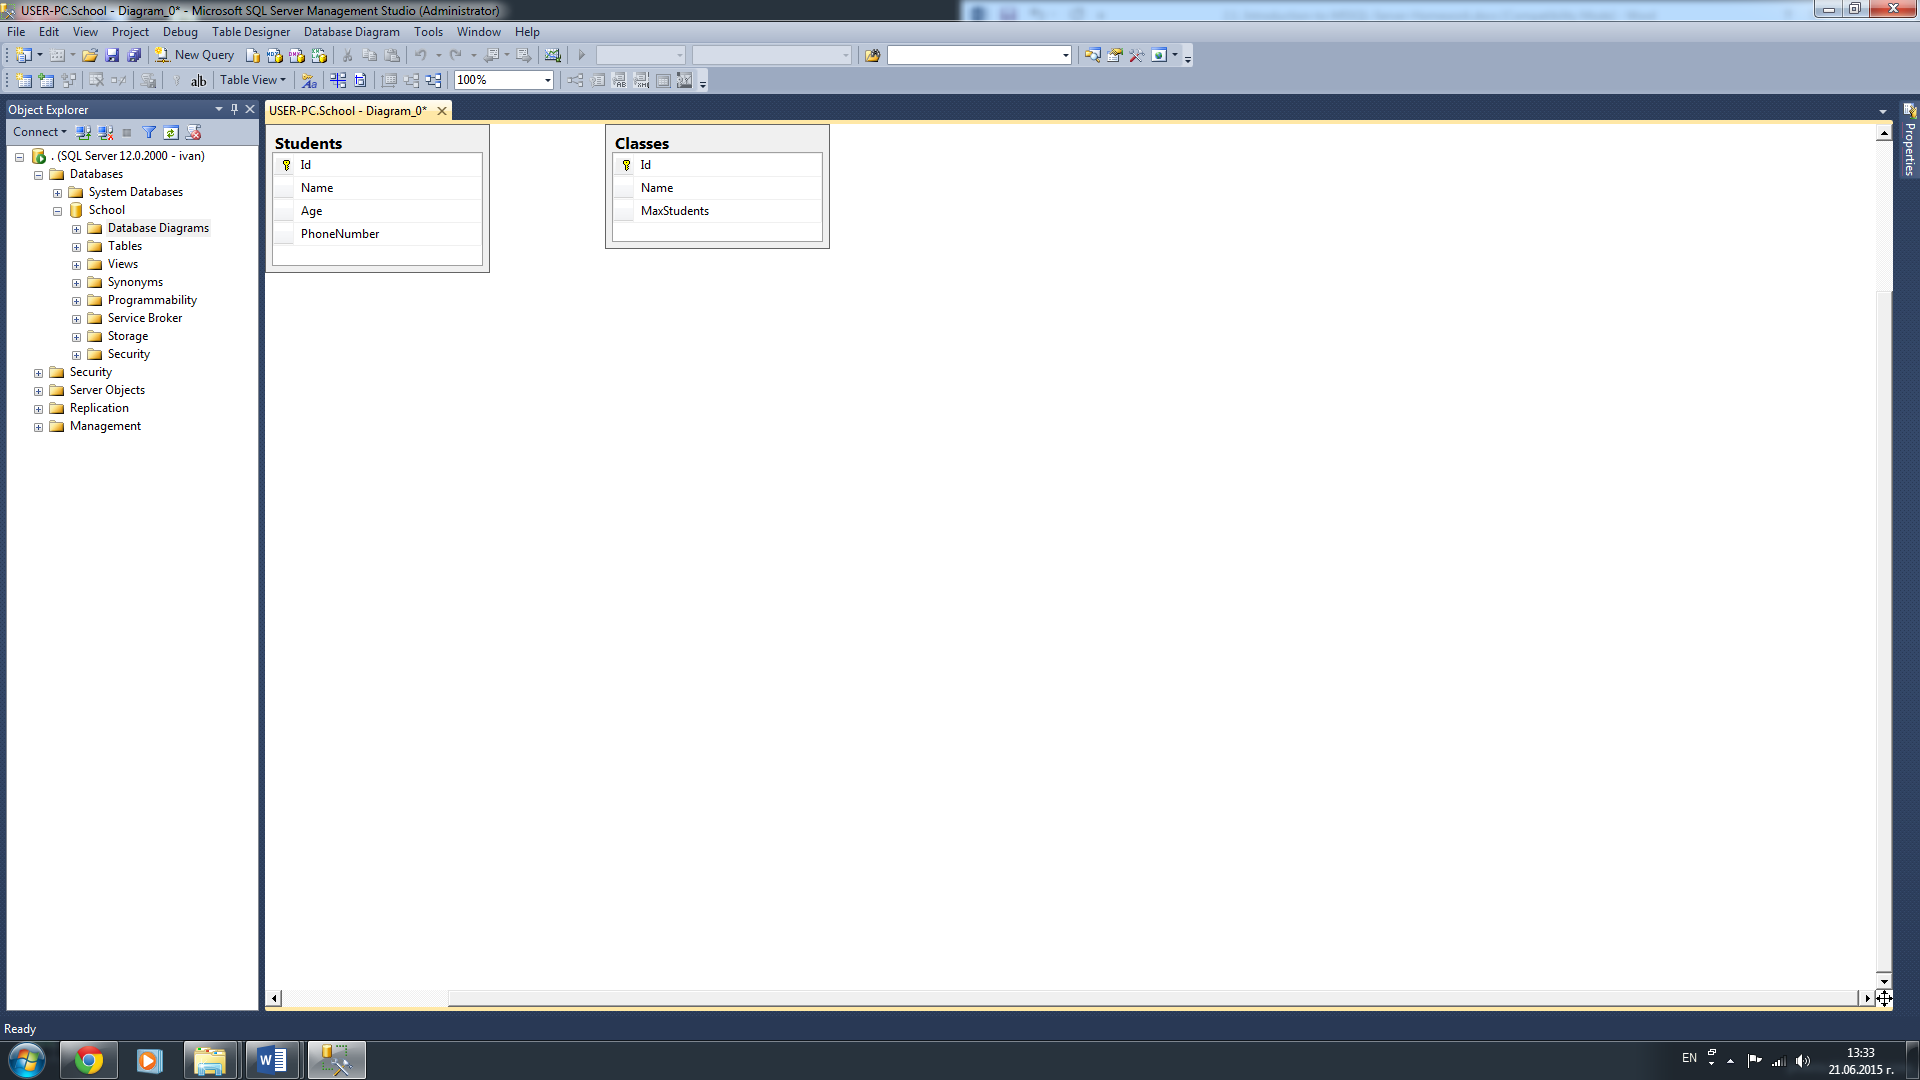 USER-PC.School - Diagram_0* - Microsoft SQL Server Management Studio (Administrator)
File Edit View Project Debug Table Designer Database Diagram Tools Window Help
New Query
Table View 100%
Object Explorer
Connect
. (SQL Server 12.0.2000 - ivan)
Databases
System Databases
School
Database Diagrams
Tables
Views
Synonyms
Programmability
Service Broker
Storage
Security
Security
Server Objects
Replication
Management
USER-PC.School - Diagram_0*
Students
Id
Name
Age
PhoneNumber
Classes
Id
Name
MaxStudents
Properties
Ready
EN
13:33
21.06.2015 г.